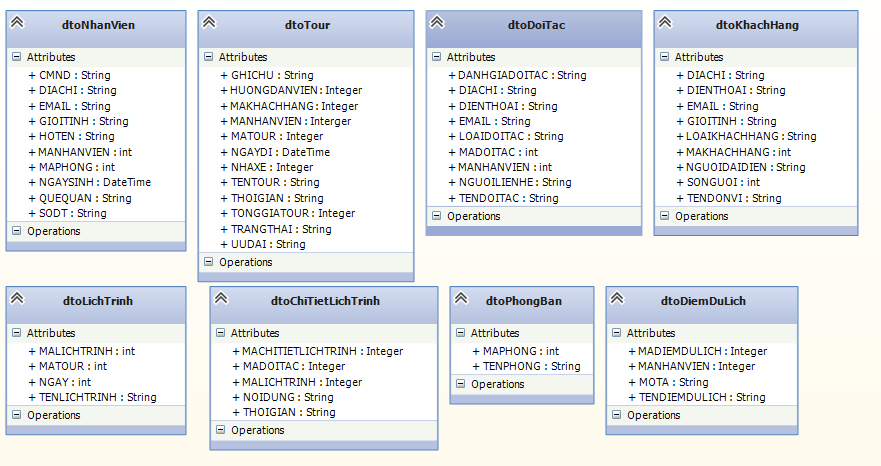 dtoNhanVien
Attributes
+ CMND : String
+ DIACHI : String
+ EMAIL : String
+ GIOITINH : String
+ HOTEN : String
+ MANHANVIEN : int
+ MAPHONG : int
+ NGAYSINH : DateTime
+ QUEQUAN : String
+ SODT : String
Operations
dtoTour
Attributes
+ GHICHU : String
+ HUONGDANVIEN : Integer
+ MAKHACHHANG : Integer
+ MANHANVIEN : Interger
+ MATOUR : Integer
+ NGAYDI : DateTime
+ NHAXE : Integer
+ TENTOUR : String
+ THOIGIAN : String
+ TONGGIATOUR : Integer
+ TRANGTHAI : String
+ UUDAI : String
Operations
dtoDoiTac
Attributes
+ DANHGIADOITAC : String
+ DIACHI : String
+ DIENTHOAI : String
+ EMAIL : String
+ LOAIDOITAC : String
+ MADOITAC : int
+ MANHANVIEN : int
+ NGUOILIENHE : String
+ TENDOITAC : String
Operations
dtoKhachHang
Attributes
+ DIACHI : String
+ DIENTHOAI : String
+ EMAIL : String
+ GIOITINH : String
+ LOAIKHACHHANG : String
+ MAKHACHHANG : int
+ NGUOIDAIDIEN : String
+ SONGUOI : int
+ TENDONVI : String
Operations
dtoLichTrinh
Attributes
+ MALICHTRINH : int
+ MATOUR : int
+ NGAY : int
+ TENLICHTRINH : String
Operations
dtoChiTietLichTrinh
Attributes
+ MACHITIETLICHTRINH : Integer
+ MADOITAC : Integer
+ MALICHTRINH : Integer
+ NOIDUNG : String
+ THOIGIAN : String
Operations
dtoPhongBan
Attributes
+ MAPHONG : int
+ TENPHONG : String
Operations
dtoDiemDuLich
Attributes
+ MADIEMDULICH : Integer
+ MANHANVIEN : Integer
+ MOTA : String
+ TENDIEMDULICH : String
Operations